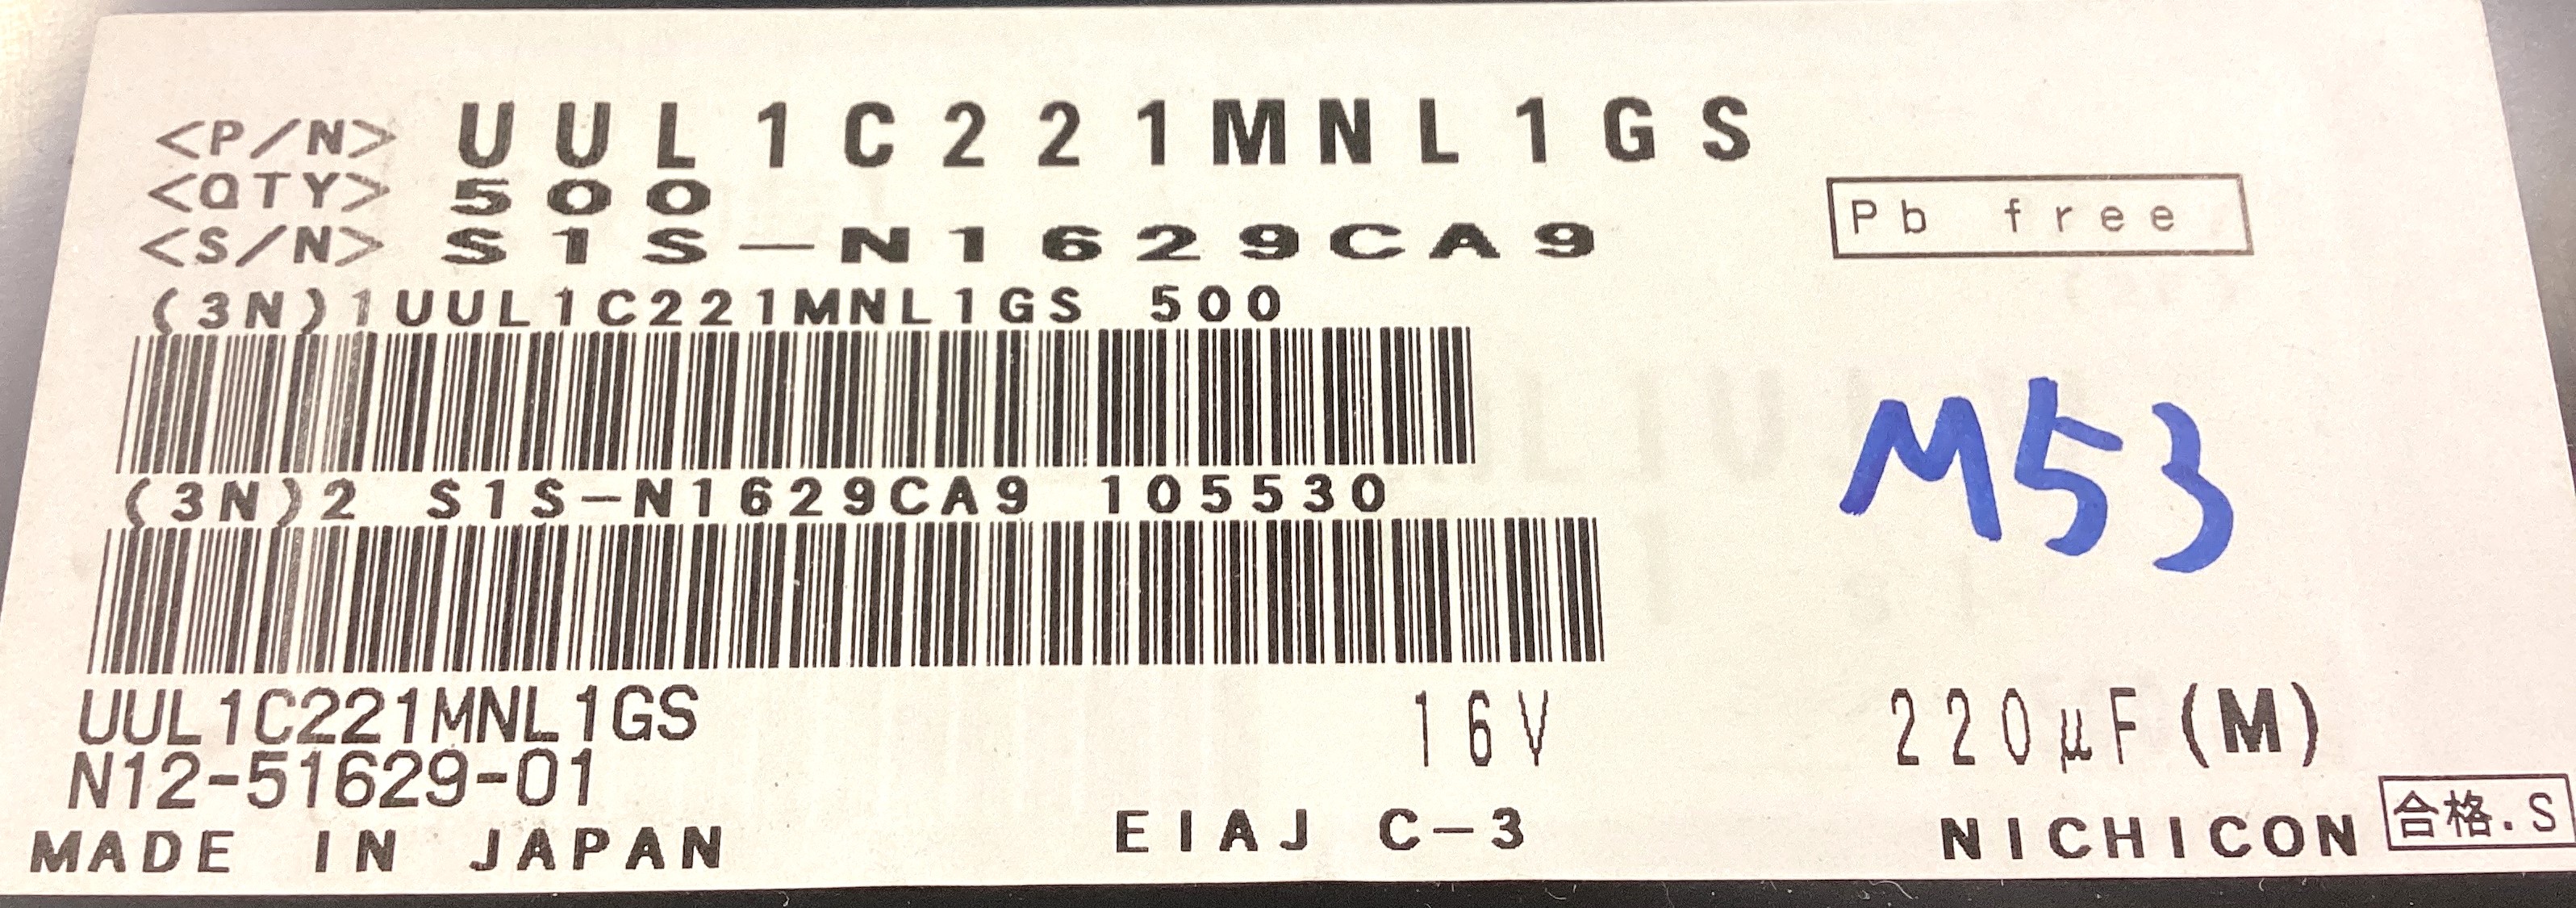 <P/N> UUL1C221MNL1GS
<QTY> 500
<S/N> S1S-N1629CA9
Pb free
(3N)1UUL1C221MNL1GS 500
M53
(3N)2 S1S-N1629CA9 105530
UUL1C221MNL1GS 16V 220μF(M)
N12-51629-01
MADE IN JAPAN EIAJ C-3 NICHICON 合格.S